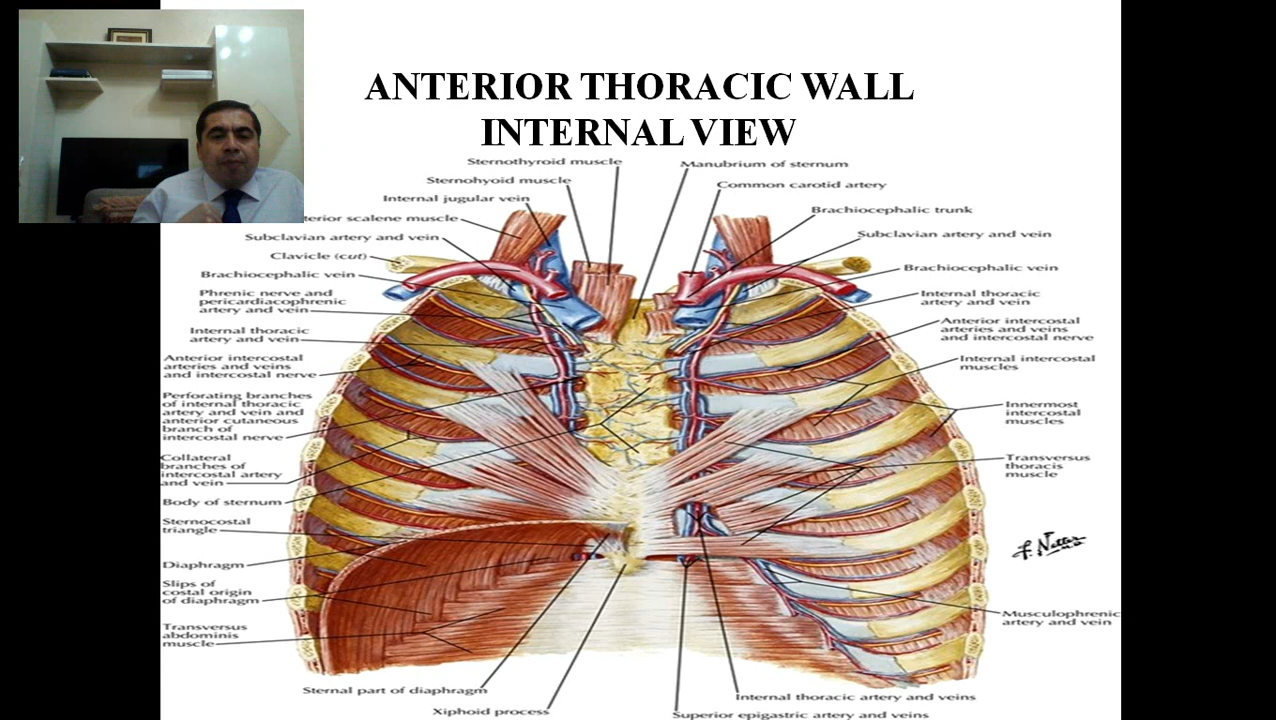 ANTERIOR THORACIC WALL
INTERNAL VIEW
Sternothyroid muscle
Sternohyoid muscle
Internal jugular vein
terior scalene muscle
Subclavian artery and vein
Clavicle (cut)
Brachiocephalic vein
Phrenic nerve and
pericardiacophrenic
artery and vein
Internal thoracic
artery and vein
Anterior intercostal
arteries and veins
and intercostal nerve
Perforating branches
of internal thoracic
artery and vein and
anterior cutaneous
branch of
intercostal nerve
Collateral
branches of
intercostal artery
and vein
Body of sternum
Sternocostal
triangle
Diaphragm
Slips of
costal origin
of diaphragm
Transversus
abdominis
muscle
Sternal part of diaphragm
Xiphoid process
Manubrium of sternum
Common carotid artery
Brachiocephalic trunk
Subclavian artery and vein
Brachiocephalic vein
Internal thoracic
artery and vein
Anterior intercostal
arteries and veins
and intercostal nerve
Internal intercostal
muscles
Innermost
intercostal
muscles
Transversus
thoracis
muscle
F. Netter
Musculophrenic
artery and vein
Internal thoracic artery and veins
Superior epigastric artery and veins